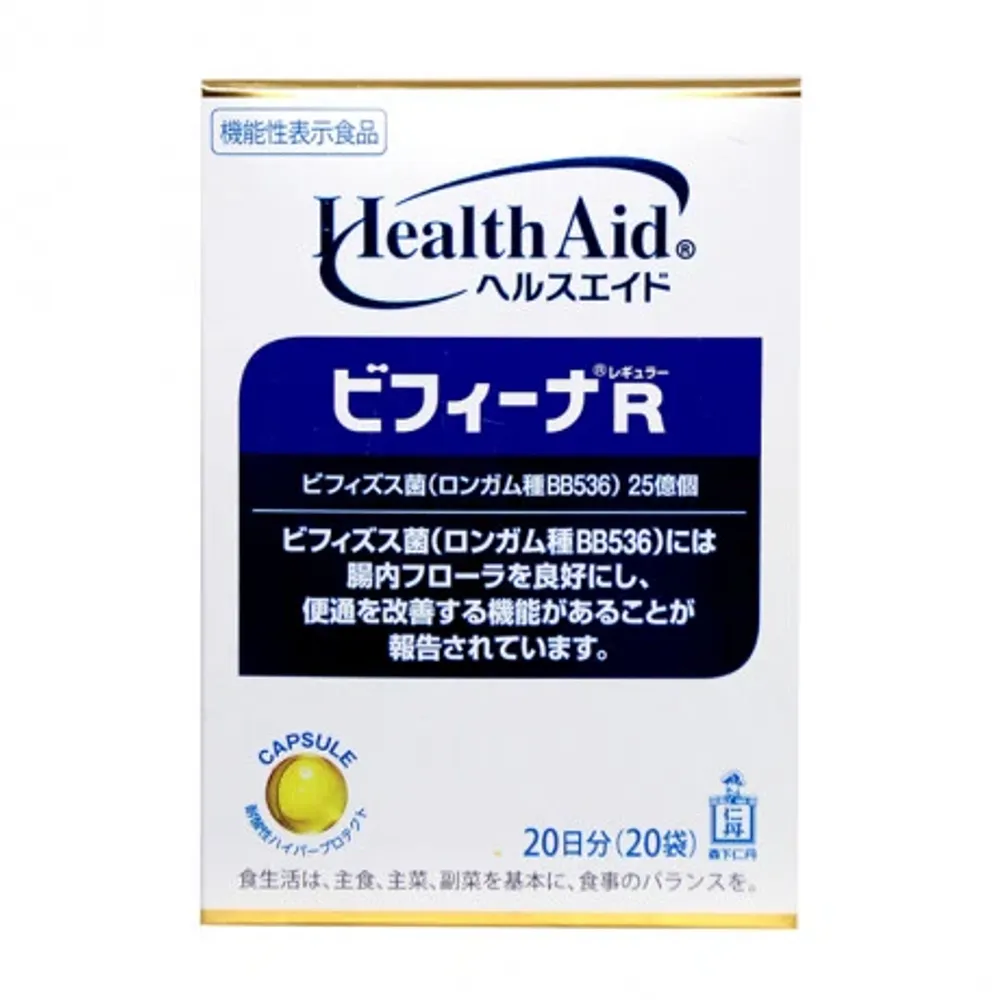 機能性表示食品
Health Aid®
ヘルスエイド
ビフィーナ®R
レギュラー
ビフィズス菌(ロンガム種BB536) 25億個
ビフィズス菌(ロンガム種BB536)には
腸内フローラを良好にし、
便通を改善する機能があることが
報告されています。
CAPSULE
耐酸性ハイパープロテクト
仁丹
森下仁丹
20日分(20袋)
食生活は、主食、主菜、副菜を基本に、食事のバランスを。